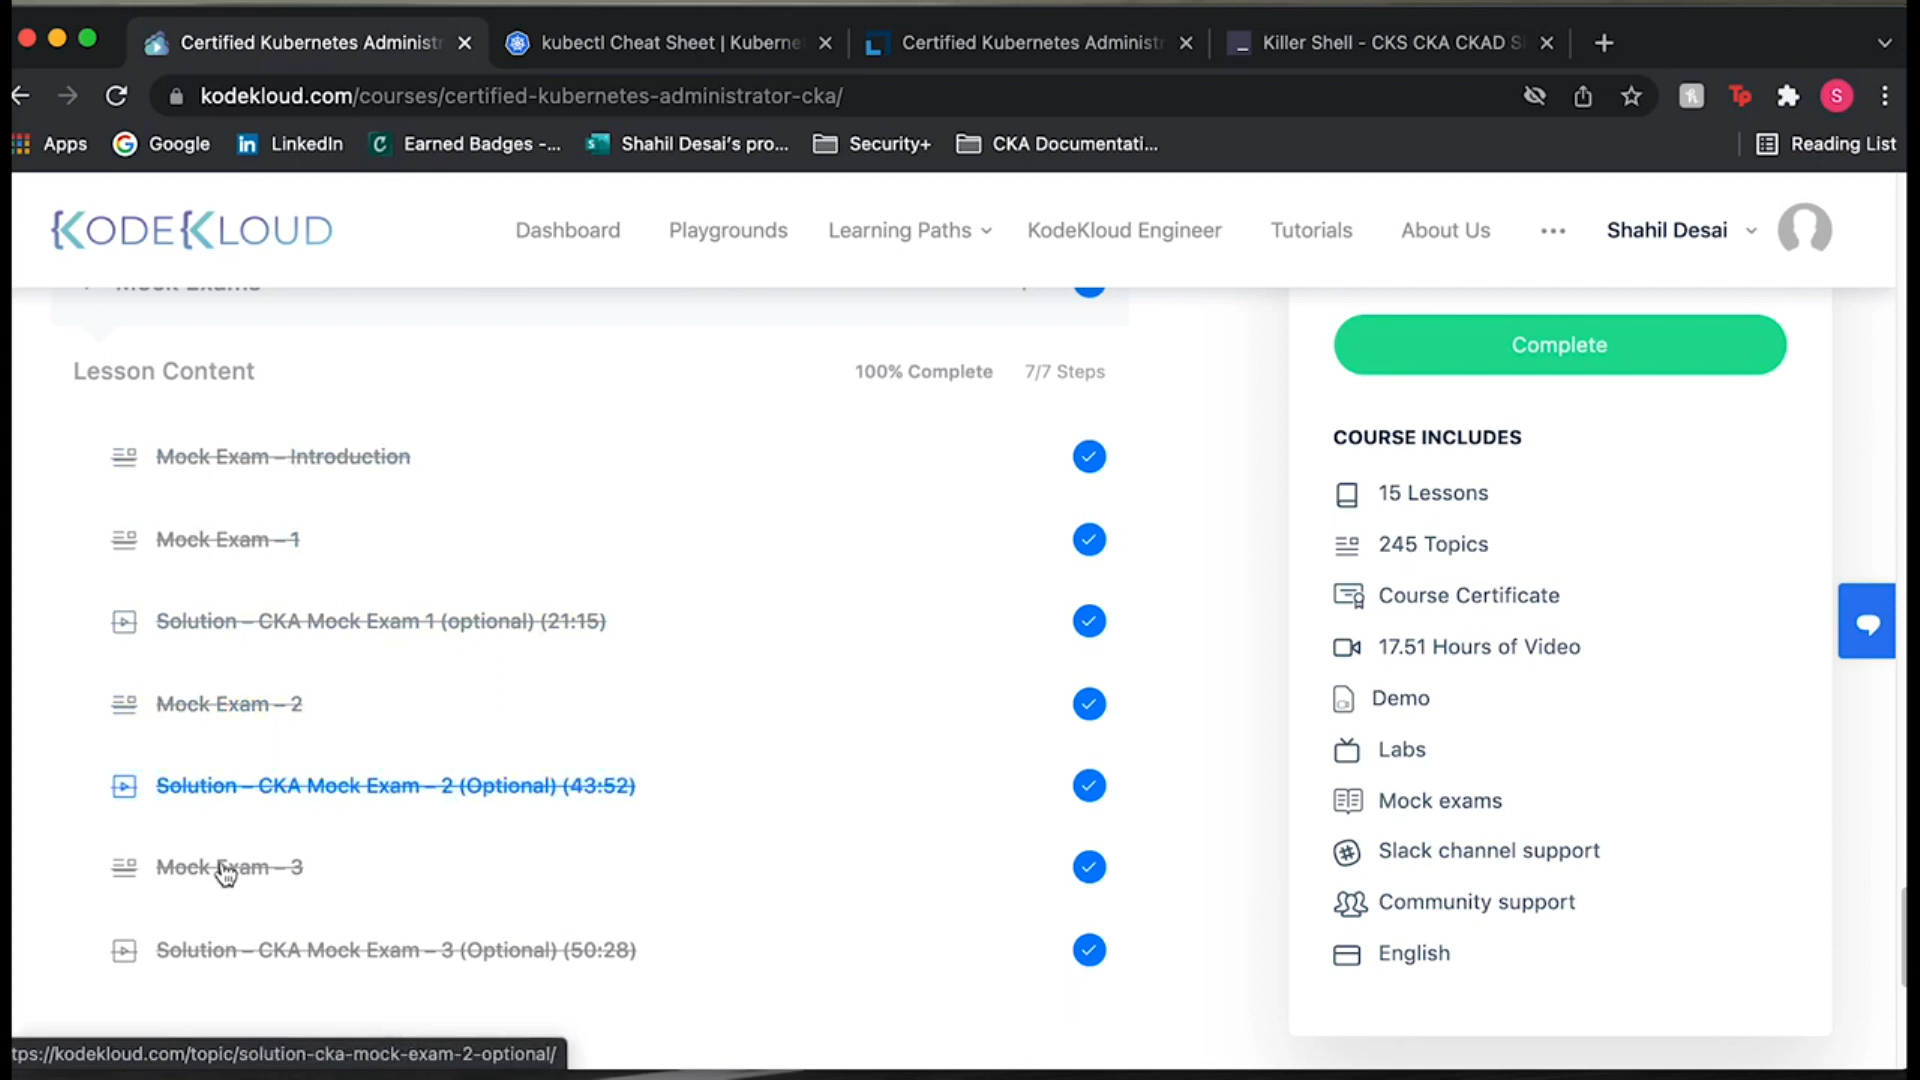 Certified Kubernetes Administr
kubectl Cheat Sheet | Kuberne
Certified Kubernetes Administr
Killer Shell - CKS CKA CKAD S
kodekloud.com/courses/certified-kubernetes-administrator-cka/
Tp
S
Apps
Google
LinkedIn
Earned Badges -...
Shahil Desai's pro...
Security+
CKA Documentati...
Reading List
KODEKLOUD
Dashboard
Playgrounds
Learning Paths
KodeKloud Engineer
Tutorials
About Us
Shahil Desai
Mock Exams
Complete
Lesson Content
100% Complete
7/7 Steps
Mock Exam – Introduction
Mock Exam – 1
Solution – CKA Mock Exam 1 (optional) (21:15)
Mock Exam – 2
Solution – CKA Mock Exam – 2 (Optional) (43:52)
Mock Exam – 3
Solution – CKA Mock Exam – 3 (Optional) (50:28)
COURSE INCLUDES
15 Lessons
245 Topics
Course Certificate
17.51 Hours of Video
Demo
Labs
Mock exams
Slack channel support
Community support
English
tps://kodekloud.com/topic/solution-cka-mock-exam-2-optional/